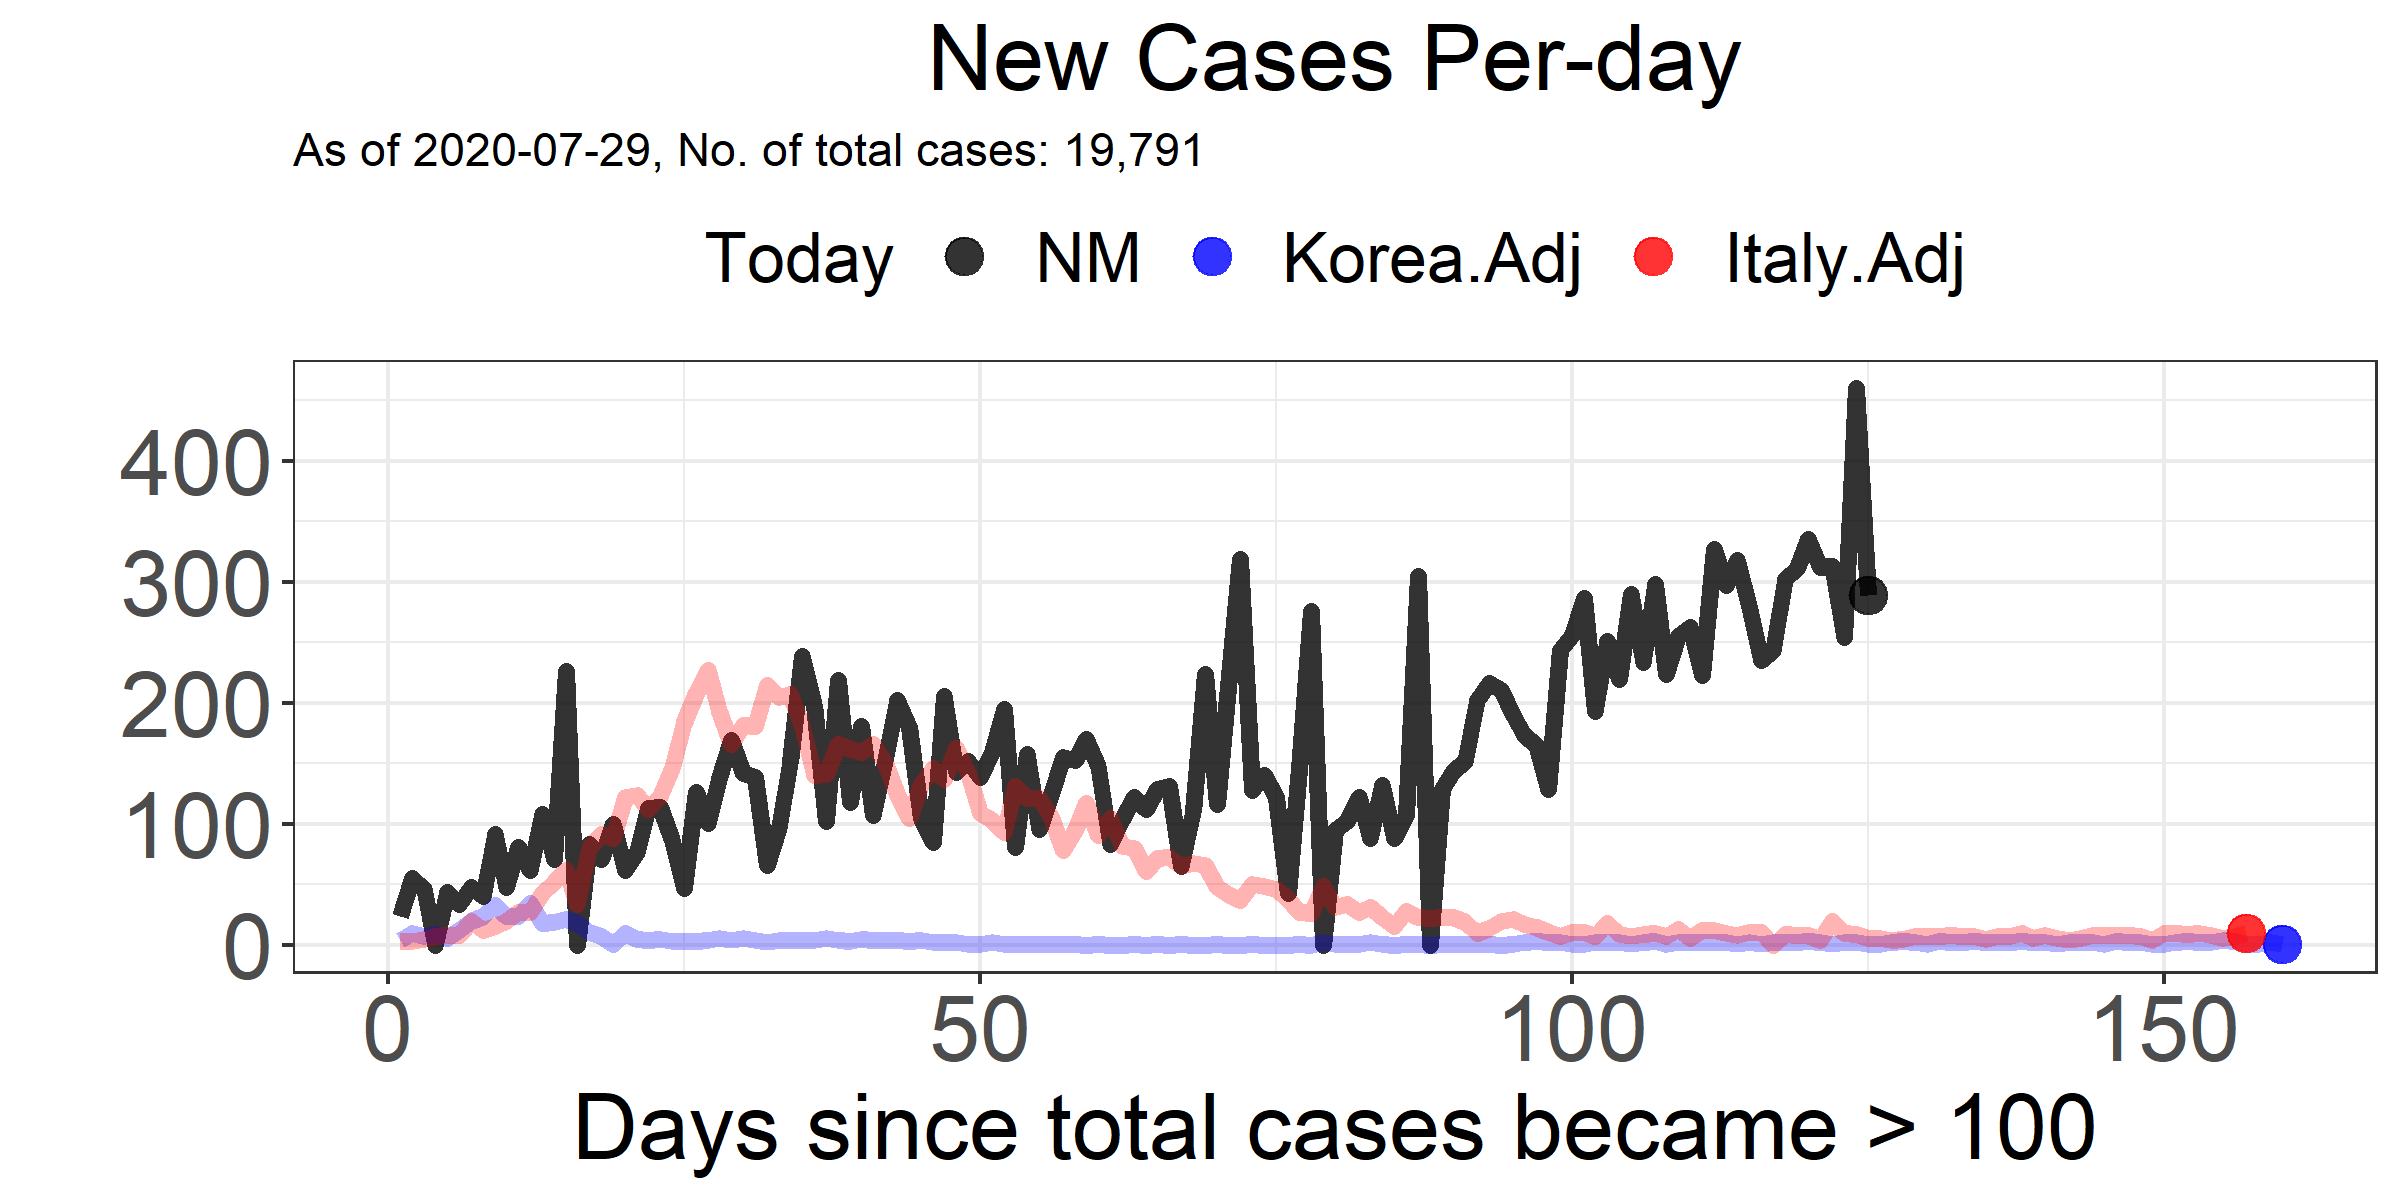 New Cases Per-day
As of 2020-07-29, No. of total cases: 19,791
Today NM Korea.Adj Italy.Adj
400
300
200
100
0
0 50 100 150
Days since total cases became > 100